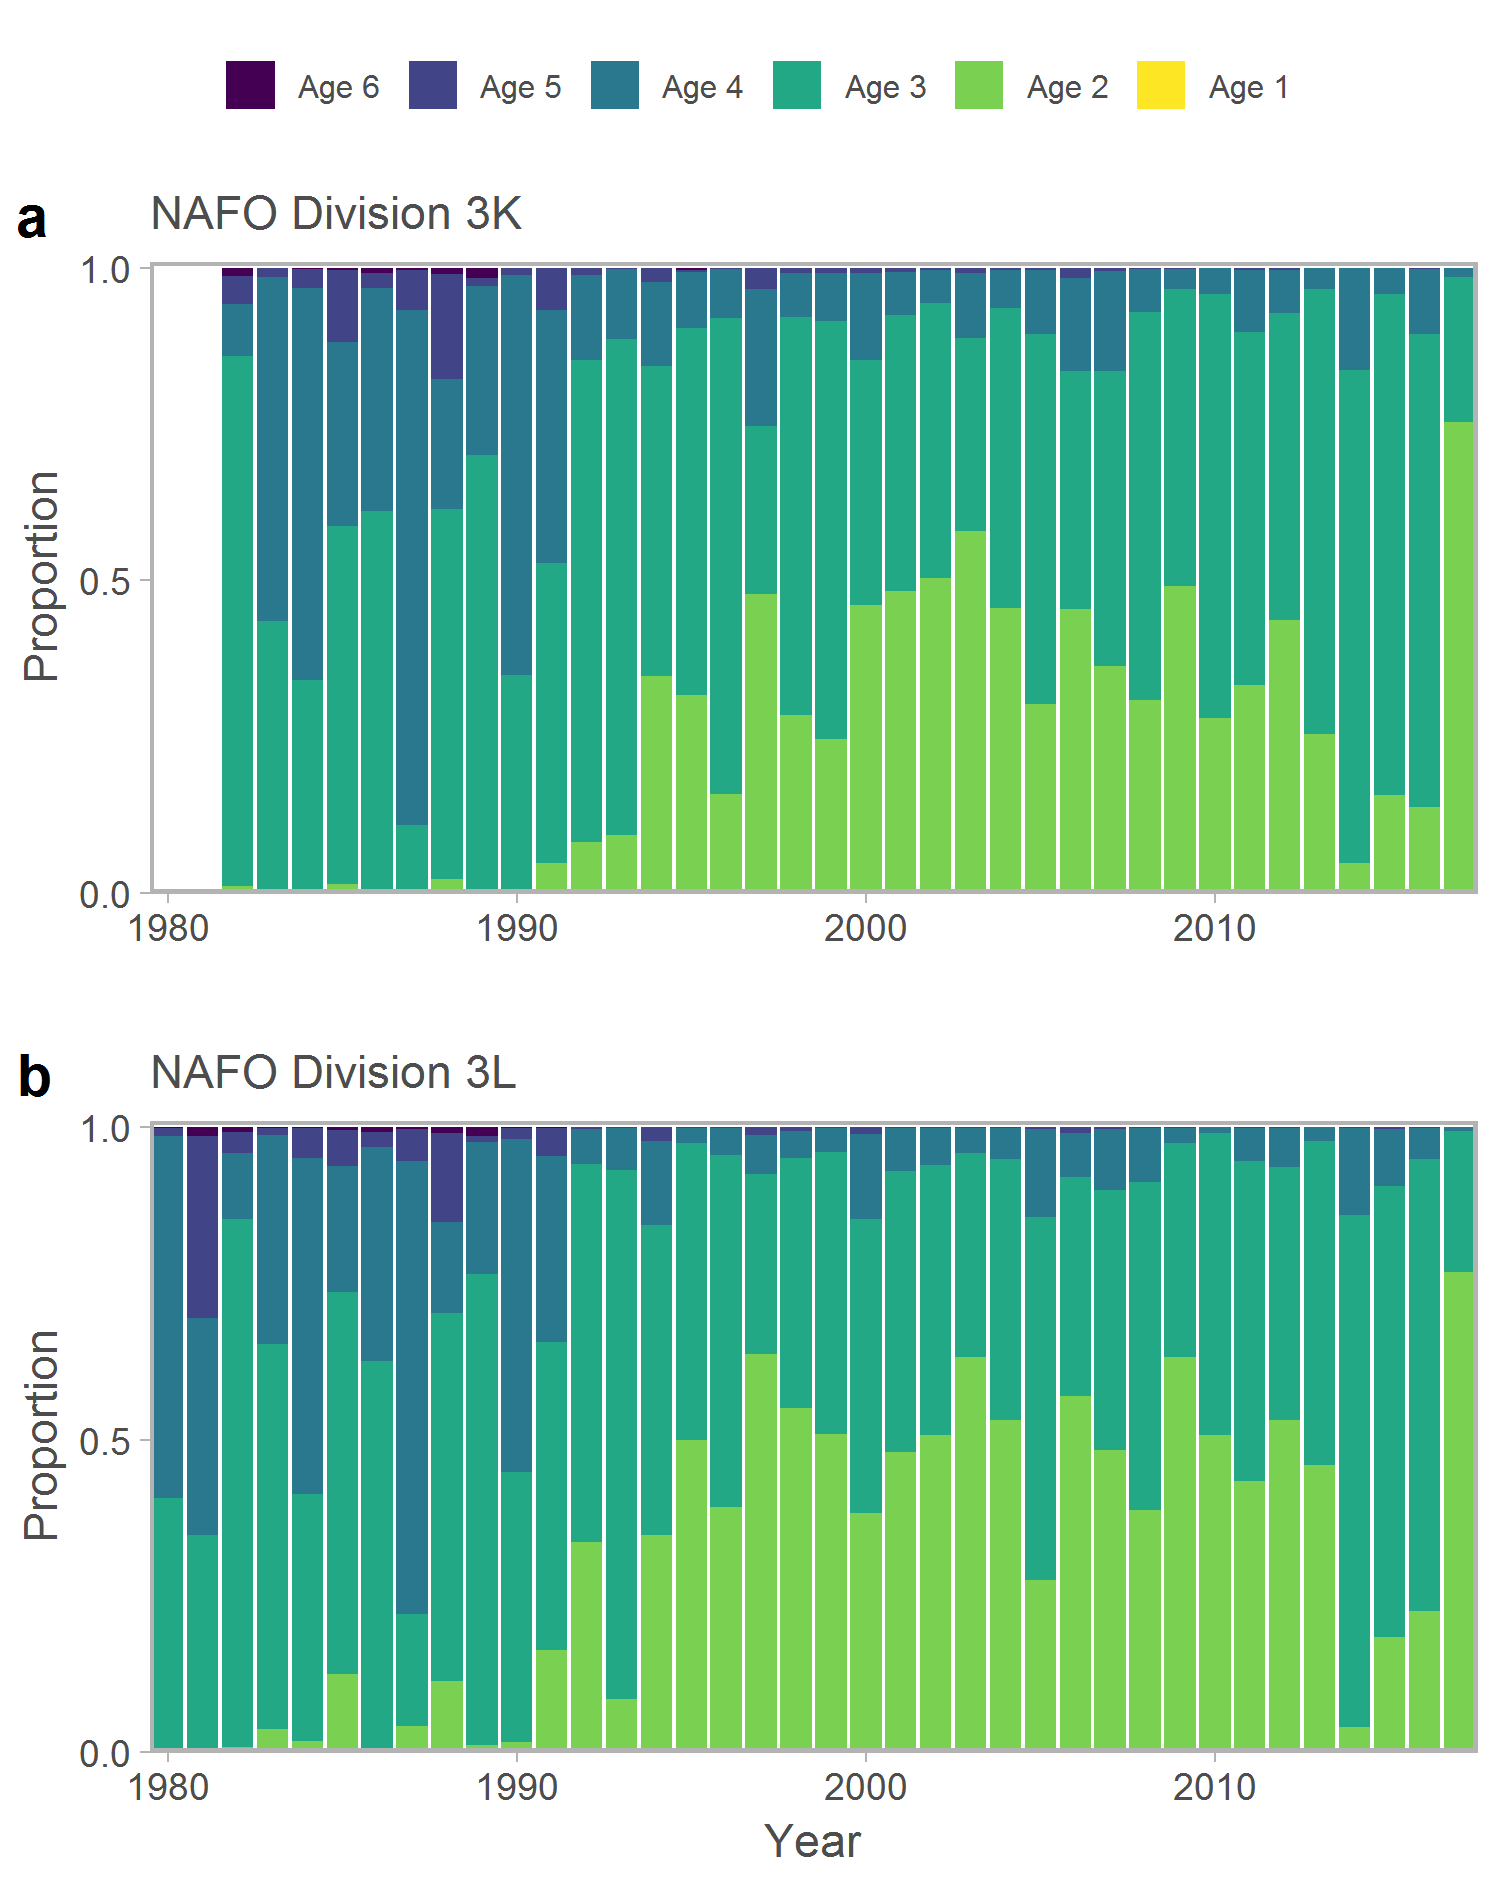 Age 6 Age 5 Age 4 Age 3 Age 2 Age 1
a NAFO Division 3K
1.0
0.5
0.0
Proportion
1980 1990 2000 2010
b NAFO Division 3L
1.0
0.5
0.0
Proportion
1980 1990 2000 2010
Year